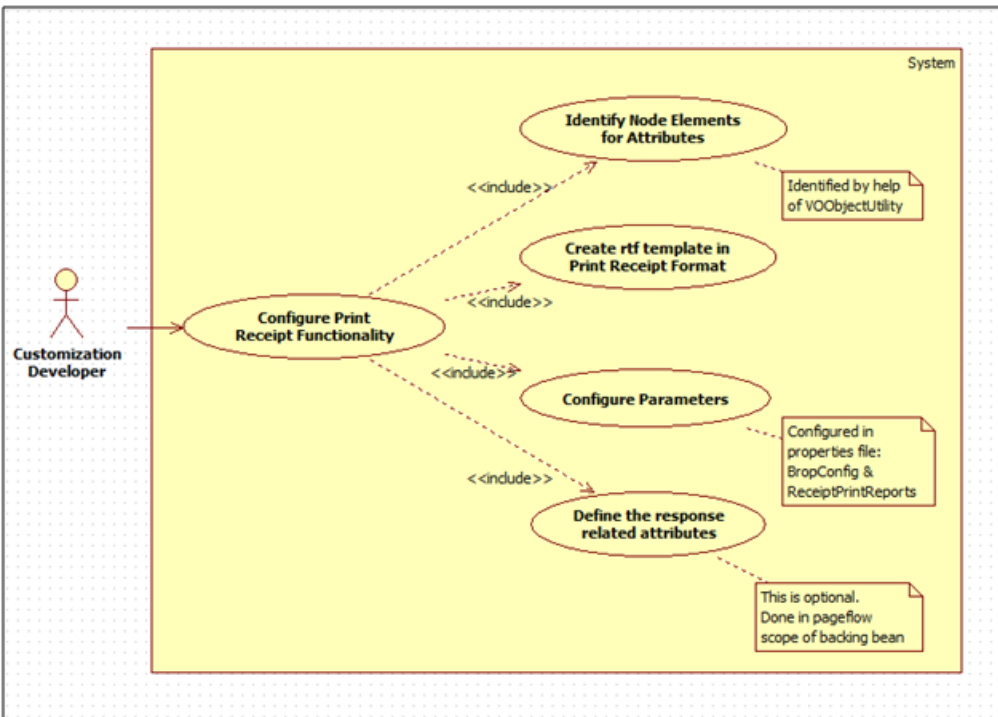 System
Identify Node Elements
for Attributes
<<include>>
Identified by help
of VOObjectUtility
Create rtf template in
Print Receipt Format
<<include>>
Configure Print
Receipt Functionality
Customization
Developer
<<include>>
Configure Parameters
Configured in
properties file:
BropConfig &
ReceiptPrintReports
<<include>>
Define the response
related attributes
This is optional.
Done in pageflow
scope of backing bean